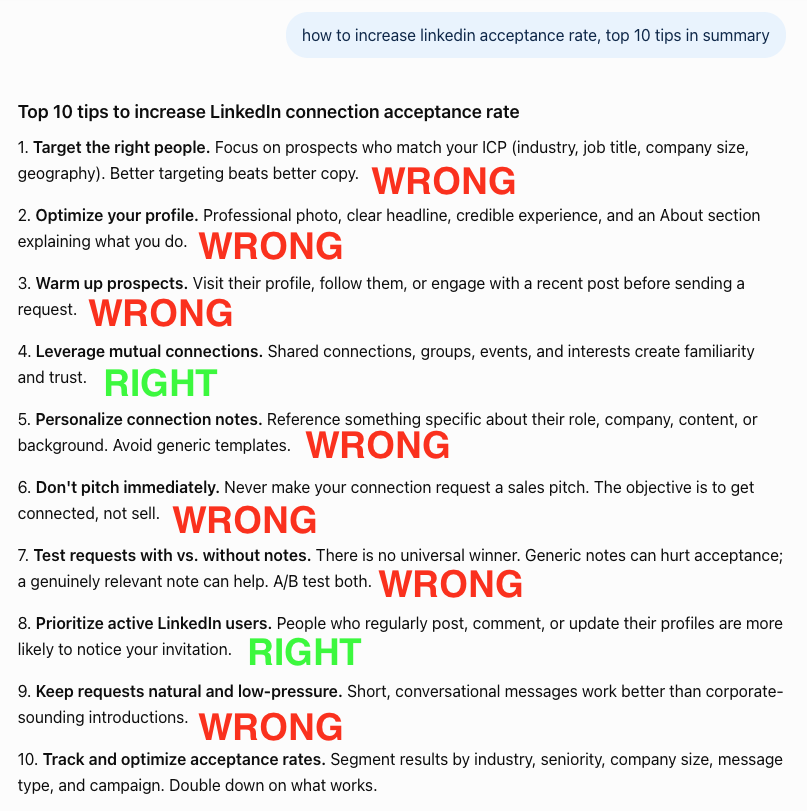 how to increase linkedin acceptance rate, top 10 tips in summary
Top 10 tips to increase LinkedIn connection acceptance rate
1. Target the right people. Focus on prospects who match your ICP (industry, job title, company size,
geography). Better targeting beats better copy. WRONG
2. Optimize your profile. Professional photo, clear headline, credible experience, and an About section
explaining what you do. WRONG
3. Warm up prospects. Visit their profile, follow them, or engage with a recent post before sending a
request. WRONG
4. Leverage mutual connections. Shared connections, groups, events, and interests create familiarity
and trust. RIGHT
5. Personalize connection notes. Reference something specific about their role, company, content, or
background. Avoid generic templates. WRONG
6. Don't pitch immediately. Never make your connection request a sales pitch. The objective is to get
connected, not sell. WRONG
7. Test requests with vs. without notes. There is no universal winner. Generic notes can hurt acceptance;
a genuinely relevant note can help. A/B test both. WRONG
8. Prioritize active LinkedIn users. People who regularly post, comment, or update their profiles are more
likely to notice your invitation. RIGHT
9. Keep requests natural and low-pressure. Short, conversational messages work better than corporate-
sounding introductions. WRONG
10. Track and optimize acceptance rates. Segment results by industry, seniority, company size, message
type, and campaign. Double down on what works.